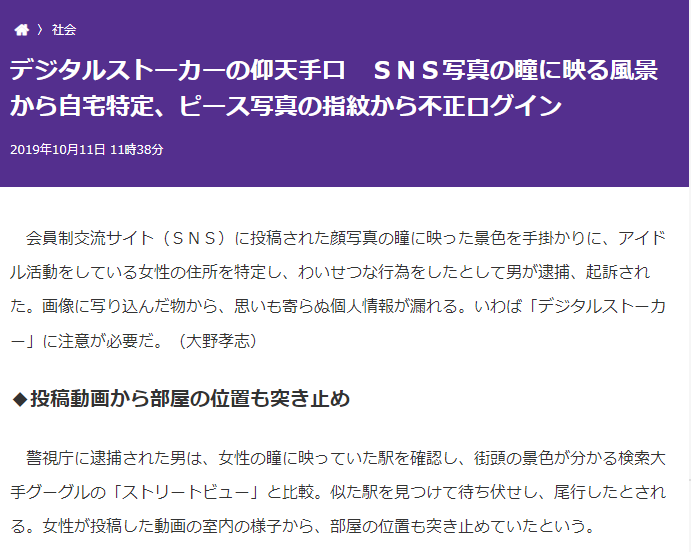 〉 社会
デジタルストーカーの仰天手口　ＳＮＳ写真の瞳に映る風景
から自宅特定、ピース写真の指紋から不正ログイン
2019年10月11日 11時38分
　会員制交流サイト（ＳＮＳ）に投稿された顔写真の瞳に映った景色を手掛かりに、アイド
ル活動をしている女性の住所を特定し、わいせつな行為をしたとして男が逮捕、起訴され
た。画像に写り込んだ物から、思いも寄らぬ個人情報が漏れる。いわば「デジタルストーカ
ー」に注意が必要だ。（大野孝志）
◆投稿動画から部屋の位置も突き止め
　警視庁に逮捕された男は、女性の瞳に映っていた駅を確認し、街頭の景色が分かる検索大
手グーグルの「ストリートビュー」と比較。似た駅を見つけて待ち伏せし、尾行したとされ
る。女性が投稿した動画の室内の様子から、部屋の位置も突き止めていたという。